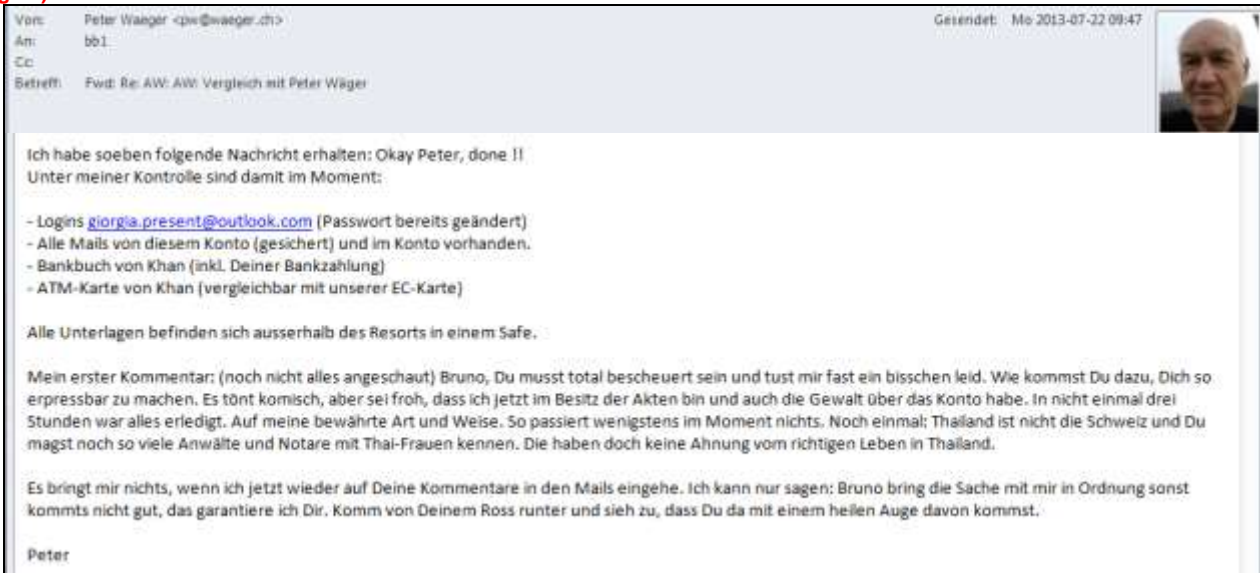 Von: Peter Waeger <pw@waeger.ch> Gesendet: Mo 2013-07-22 09:47
An: bb1
Cc:
Betreff: Fwd: Re: AW: AW: Vergleich mit Peter Wäger
Ich habe soeben folgende Nachricht erhalten: Okay Peter, done !!
Unter meiner Kontrolle sind damit im Moment:
- Logins giorgia.present@outlook.com (Passwort bereits geändert)
- Alle Mails von diesem Konto (gesichert) und im Konto vorhanden.
- Bankbuch von Khan (inkl. Deiner Bankzahlung)
- ATM-Karte von Khan (vergleichbar mit unserer EC-Karte)
Alle Unterlagen befinden sich ausserhalb des Resorts in einem Safe.
Mein erster Kommentar: (noch nicht alles angeschaut) Bruno, Du musst total bescheuert sein und tust mir fast ein bisschen leid. Wie kommst Du dazu, Dich so
erpressbar zu machen. Es tönt komisch, aber sei froh, dass ich jetzt im Besitz der Akten bin und auch die Gewalt über das Konto habe. In nicht einmal drei
Stunden war alles erledigt. Auf meine bewährte Art und Weise. So passiert wenigstens im Moment nichts. Noch einmal: Thailand ist nicht die Schweiz und Du
magst noch so viele Anwälte und Notare mit Thai-Frauen kennen. Die haben doch keine Ahnung vom richtigen Leben in Thailand.
Es bringt mir nichts, wenn ich jetzt wieder auf Deine Kommentare in den Mails eingehe. Ich kann nur sagen: Bruno bring die Sache mit mir in Ordnung sonst
kommts nicht gut, das garantiere ich Dir. Komm von Deinem Ross runter und sieh zu, dass Du da mit einem heilen Auge davon kommst.
Peter